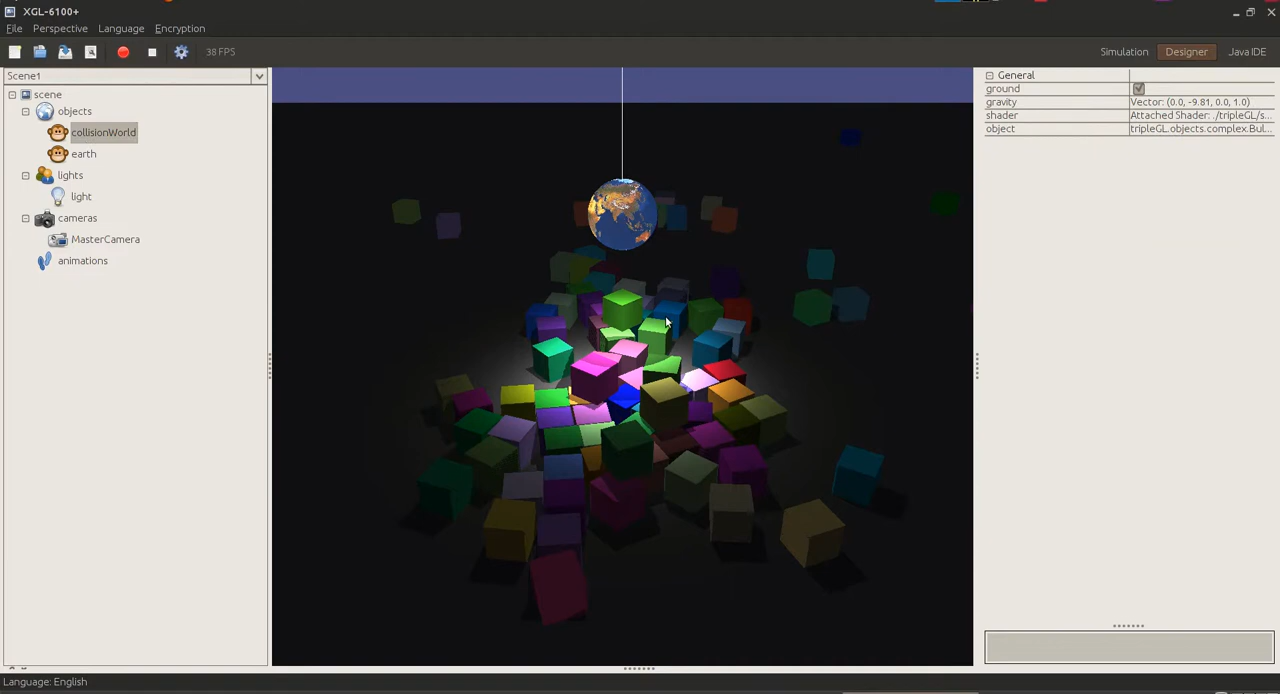 XGL-6100+
File Perspective Language Encryption
38 FPS Simulation Designer Java IDE
Scene1
scene
objects
collisionWorld
earth
lights
light
cameras
MasterCamera
animations
General
ground
gravity Vector: (0.0, -9.81, 0.0, 1.0)
shader Attached Shader: ./tripleGL/s...
object tripleGL.objects.complex.Bul...
Language: English